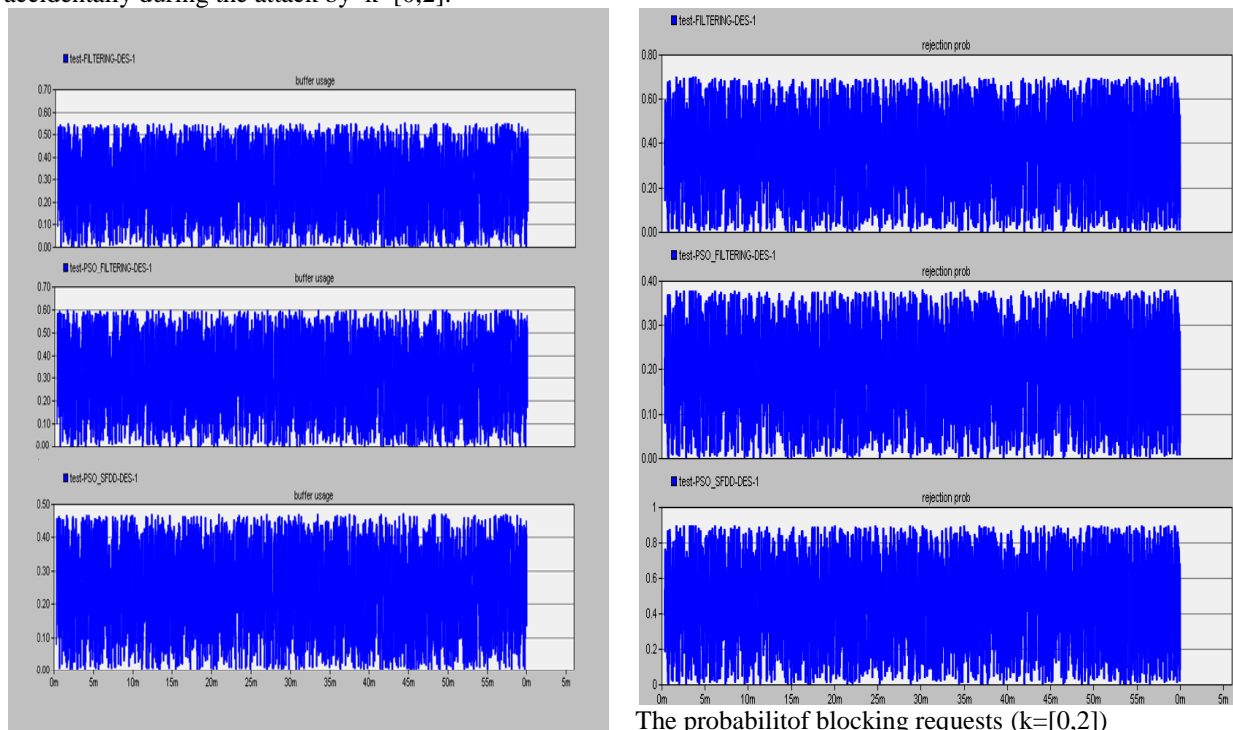 accidentally during the attack by k=[0,2].
test-FILTERING-DES-1
buffer usage
0.70
0.60
0.50
0.40
0.30
0.20
0.10
0.00
test-PSO_FILTERING-DES-1
buffer usage
0.70
0.60
0.50
0.40
0.30
0.20
0.10
0.00
test-PSO_SFDD-DES-1
buffer usage
0.50
0.40
0.30
0.20
0.10
0.00
0m 5m 10m 15m 20m 25m 30m 35m 40m 45m 50m 55m 0m 5m
test-FILTERING-DES-1
rejection prob
0.80
0.60
0.40
0.20
0.00
test-PSO_FILTERING-DES-1
rejection prob
0.40
0.30
0.20
0.10
0.00
test-PSO_SFDD-DES-1
rejection prob
1
0.8
0.6
0.4
0.2
0
0m 5m 10m 15m 20m 25m 30m 35m 40m 45m 50m 55m 0m 5m
The probabilitof blocking requests (k=[0,2])